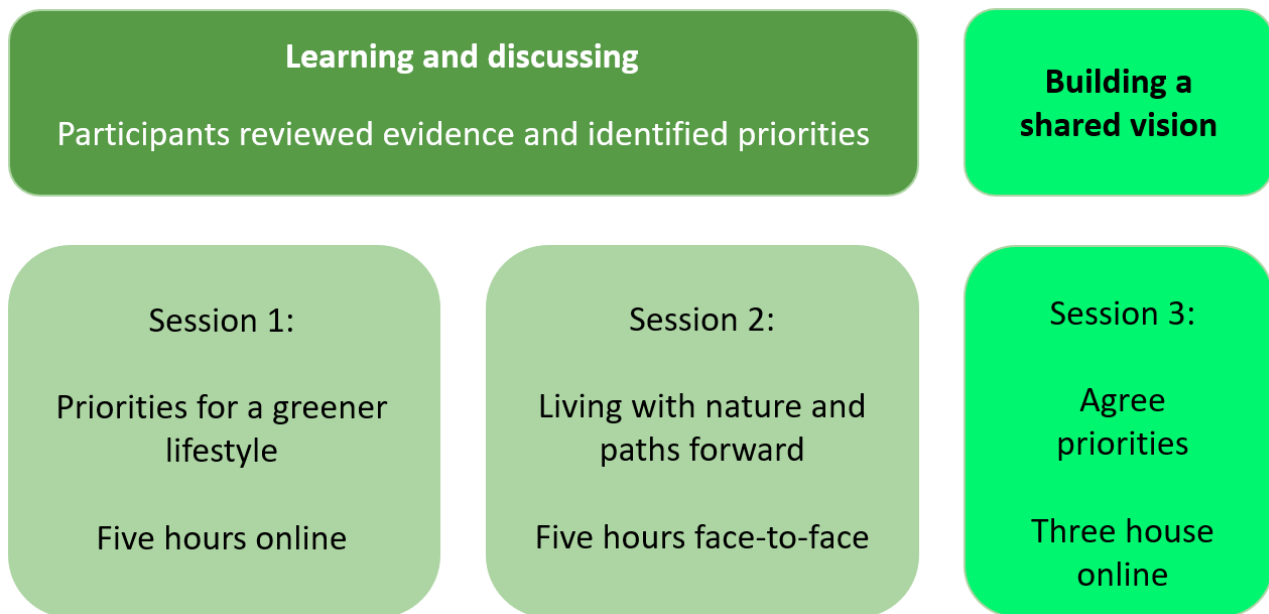 Learning and discussing
Participants reviewed evidence and identified priorities
Building a
shared vision
Session 1:
Priorities for a greener
lifestyle
Five hours online
Session 2:
Living with nature and
paths forward
Five hours face-to-face
Session 3:
Agree
priorities
Three house
online